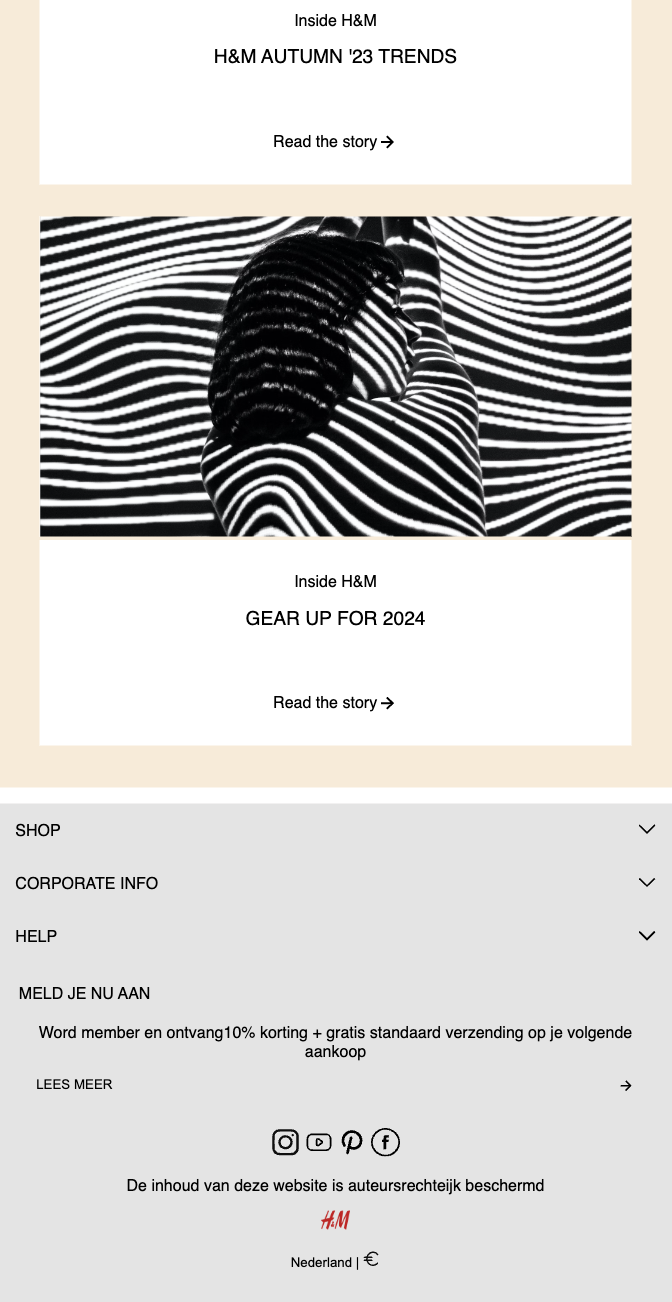 Inside H&M
H&M AUTUMN '23 TRENDS
Read the story
Inside H&M
GEAR UP FOR 2024
Read the story
SHOP
CORPORATE INFO
HELP
MELD JE NU AAN
Word member en ontvang10% korting + gratis standaard verzending op je volgende
aankoop
LEES MEER
De inhoud van deze website is auteursrechteijk beschermd
H&M
Nederland | €